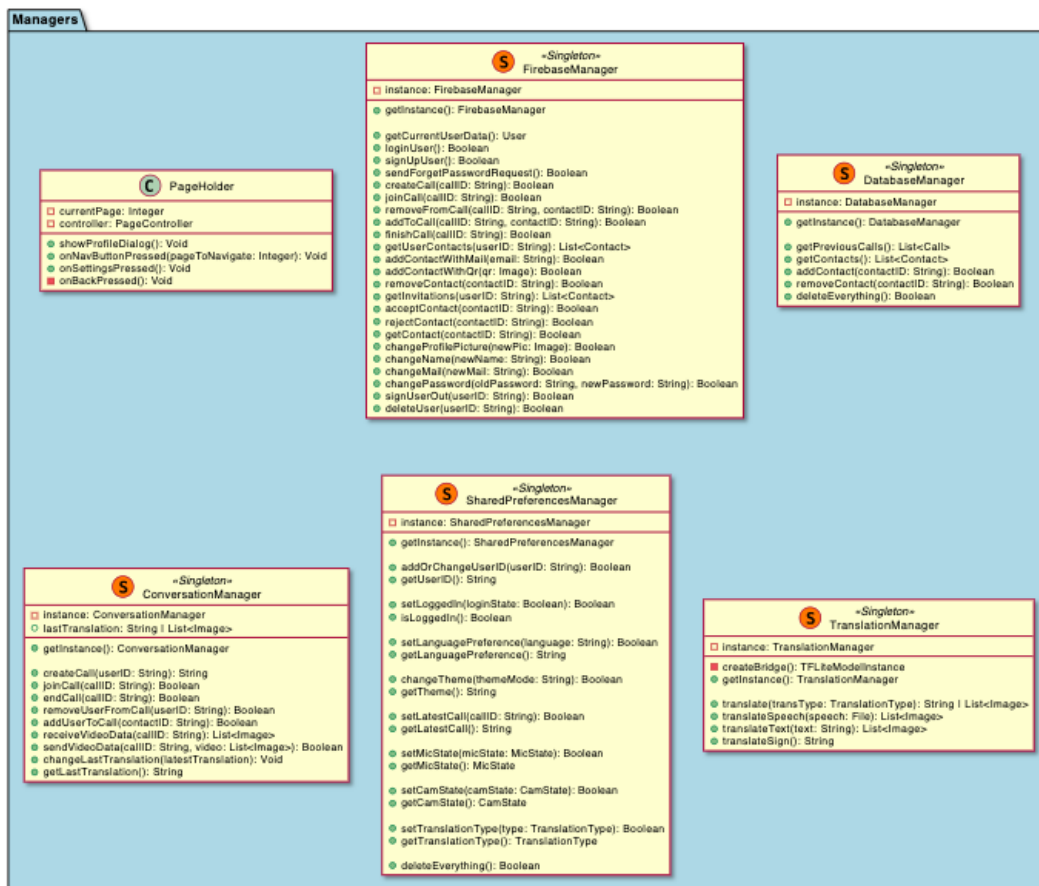 Managers
«Singleton»
S
FirebaseManager
instance: FirebaseManager
getInstance(): FirebaseManager
getCurrentUserData(): User
loginUser(): Boolean
signUpUser(): Boolean
sendForgetPasswordRequest(): Boolean
createCall(callID: String): Boolean
joinCall(callID: String): Boolean
removeFromCall(callID: String, contactID: String): Boolean
addToCall(callID: String, contactID: String): Boolean
finishCall(callID: String): Boolean
getUserContacts(userID: String): List<Contact>
addContactWithMail(email: String): Boolean
addContactWithQr(qr: Image): Boolean
removeContact(contactID: String): Boolean
getInvitations(userID: String): List<Contact>
acceptContact(contactID: String): Boolean
rejectContact(contactID: String): Boolean
getContact(contactID: String): Boolean
changeProfilePicture(newPic: Image): Boolean
changeName(newName: String): Boolean
changeMail(newMail: String): Boolean
changePassword(oldPassword: String, newPassword: String): Boolean
signUserOut(userID: String): Boolean
deleteUser(userID: String): Boolean
C PageHolder
currentPage: Integer
controller: PageController
showProfileDialog(): Void
onNavButtonPressed(pageToNavigate: Integer): Void
onSettingsPressed(): Void
onBackPressed(): Void
«Singleton»
S
DatabaseManager
instance: DatabaseManager
getInstance(): DatabaseManager
getPreviousCalls(): List<Call>
getContacts(): List<Contact>
addContact(contactID: String): Boolean
removeContact(contactID: String): Boolean
deleteEverything(): Boolean
«Singleton»
S
ConversationManager
instance: ConversationManager
lastTranslation: String | List<Image>
getInstance(): ConversationManager
createCall(userID: String): String
joinCall(callID: String): Boolean
endCall(callID: String): Boolean
removeUserFromCall(userID: String): Boolean
addUserToCall(contactID: String): Boolean
receiveVideoData(callID: String): List<Image>
sendVideoData(callID: String, video: List<Image>): Boolean
changeLastTranslation(latestTranslation): Void
getLastTranslation(): String
«Singleton»
S
SharedPreferencesManager
instance: SharedPreferencesManager
getInstance(): SharedPreferencesManager
addOrChangeUserID(userID: String): Boolean
getUserID(): String
setLoggedIn(loginState: Boolean): Boolean
isLoggedIn(): Boolean
setLanguagePreference(language: String): Boolean
getLanguagePreference(): String
changeTheme(themeMode: String): Boolean
getTheme(): String
setLatestCall(callID: String): Boolean
getLatestCall(): String
setMicState(micState: MicState): Boolean
getMicState(): MicState
setCamState(camState: CamState): Boolean
getCamState(): CamState
setTranslationType(type: TranslationType): Boolean
getTranslationType(): TranslationType
deleteEverything(): Boolean
«Singleton»
S
TranslationManager
instance: TranslationManager
createBridge(): TFLiteModelInstance
getInstance(): TranslationManager
translate(transType: TranslationType): String | List<Image>
translateSpeech(speech: File): List<Image>
translateText(text: String): List<Image>
translateSign(): String